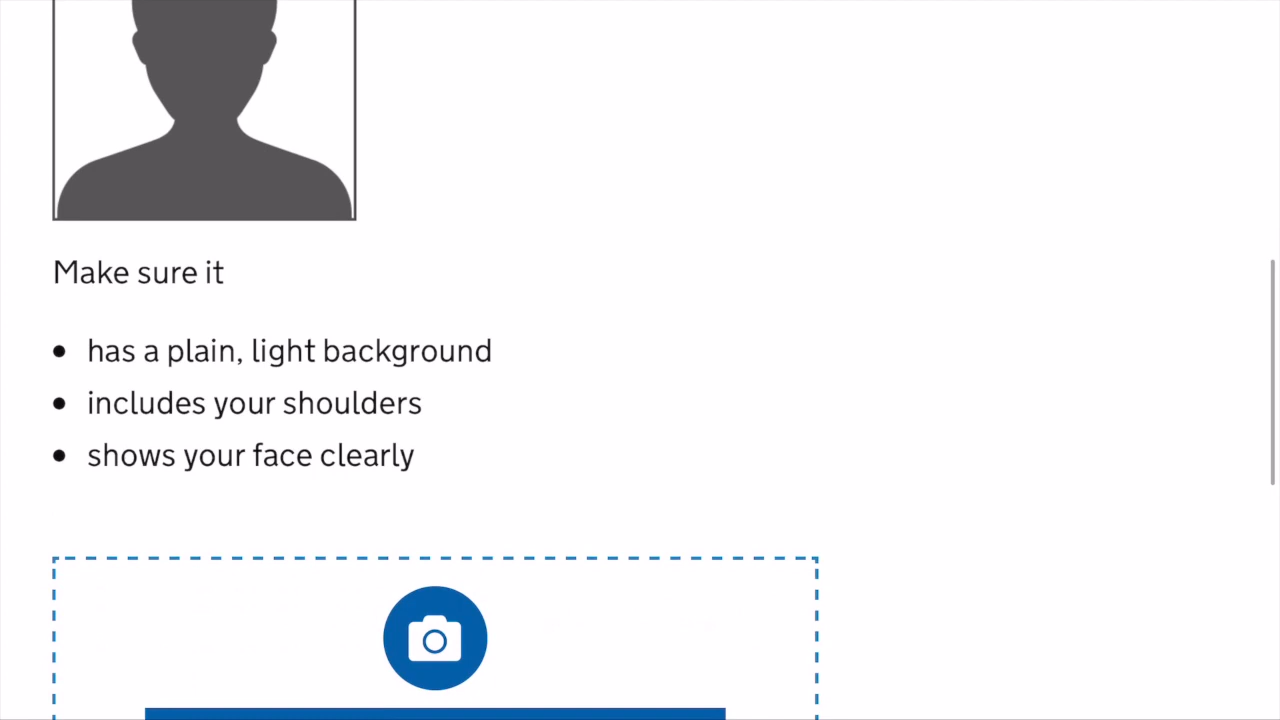 Make sure it
has a plain, light background
includes your shoulders
shows your face clearly